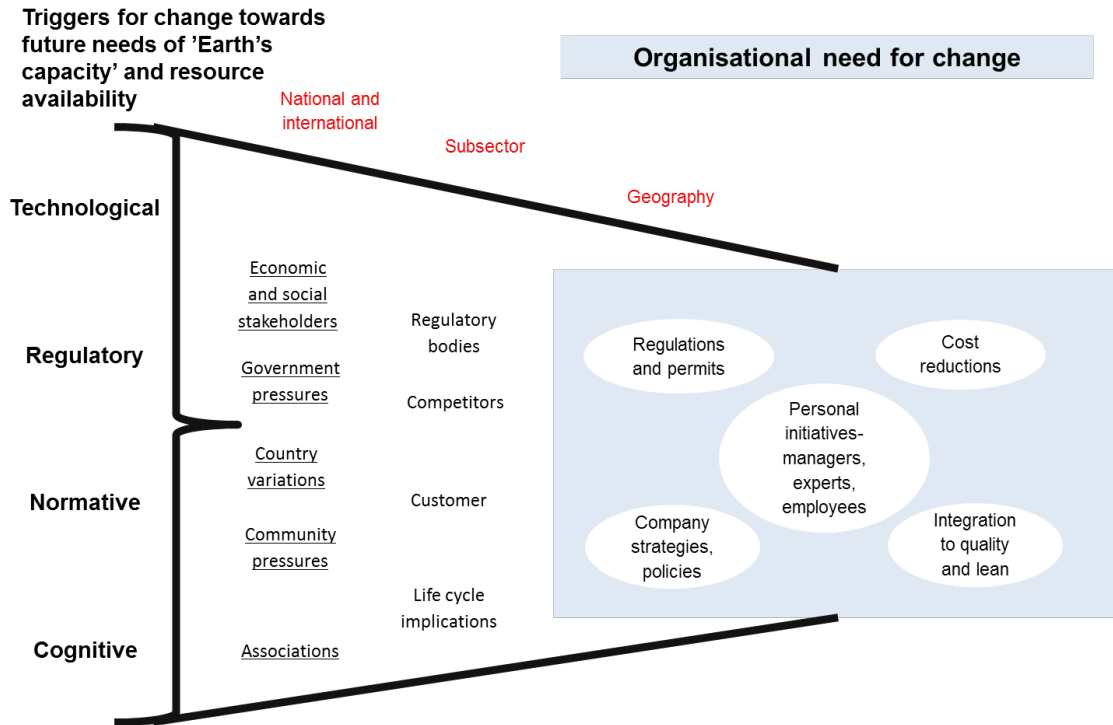 Triggers for change towards
future needs of ’Earth’s
capacity’ and resource
availability
Organisational need for change
National and
international
Subsector
Geography
Technological
Regulatory
Normative
Cognitive
Economic
and social
stakeholders
Government
pressures
Country
variations
Community
pressures
Associations
Regulatory
bodies
Competitors
Customer
Life cycle
implications
Regulations
and permits
Cost
reductions
Personal
initiatives-
managers,
experts,
employees
Company
strategies,
policies
Integration
to quality
and lean